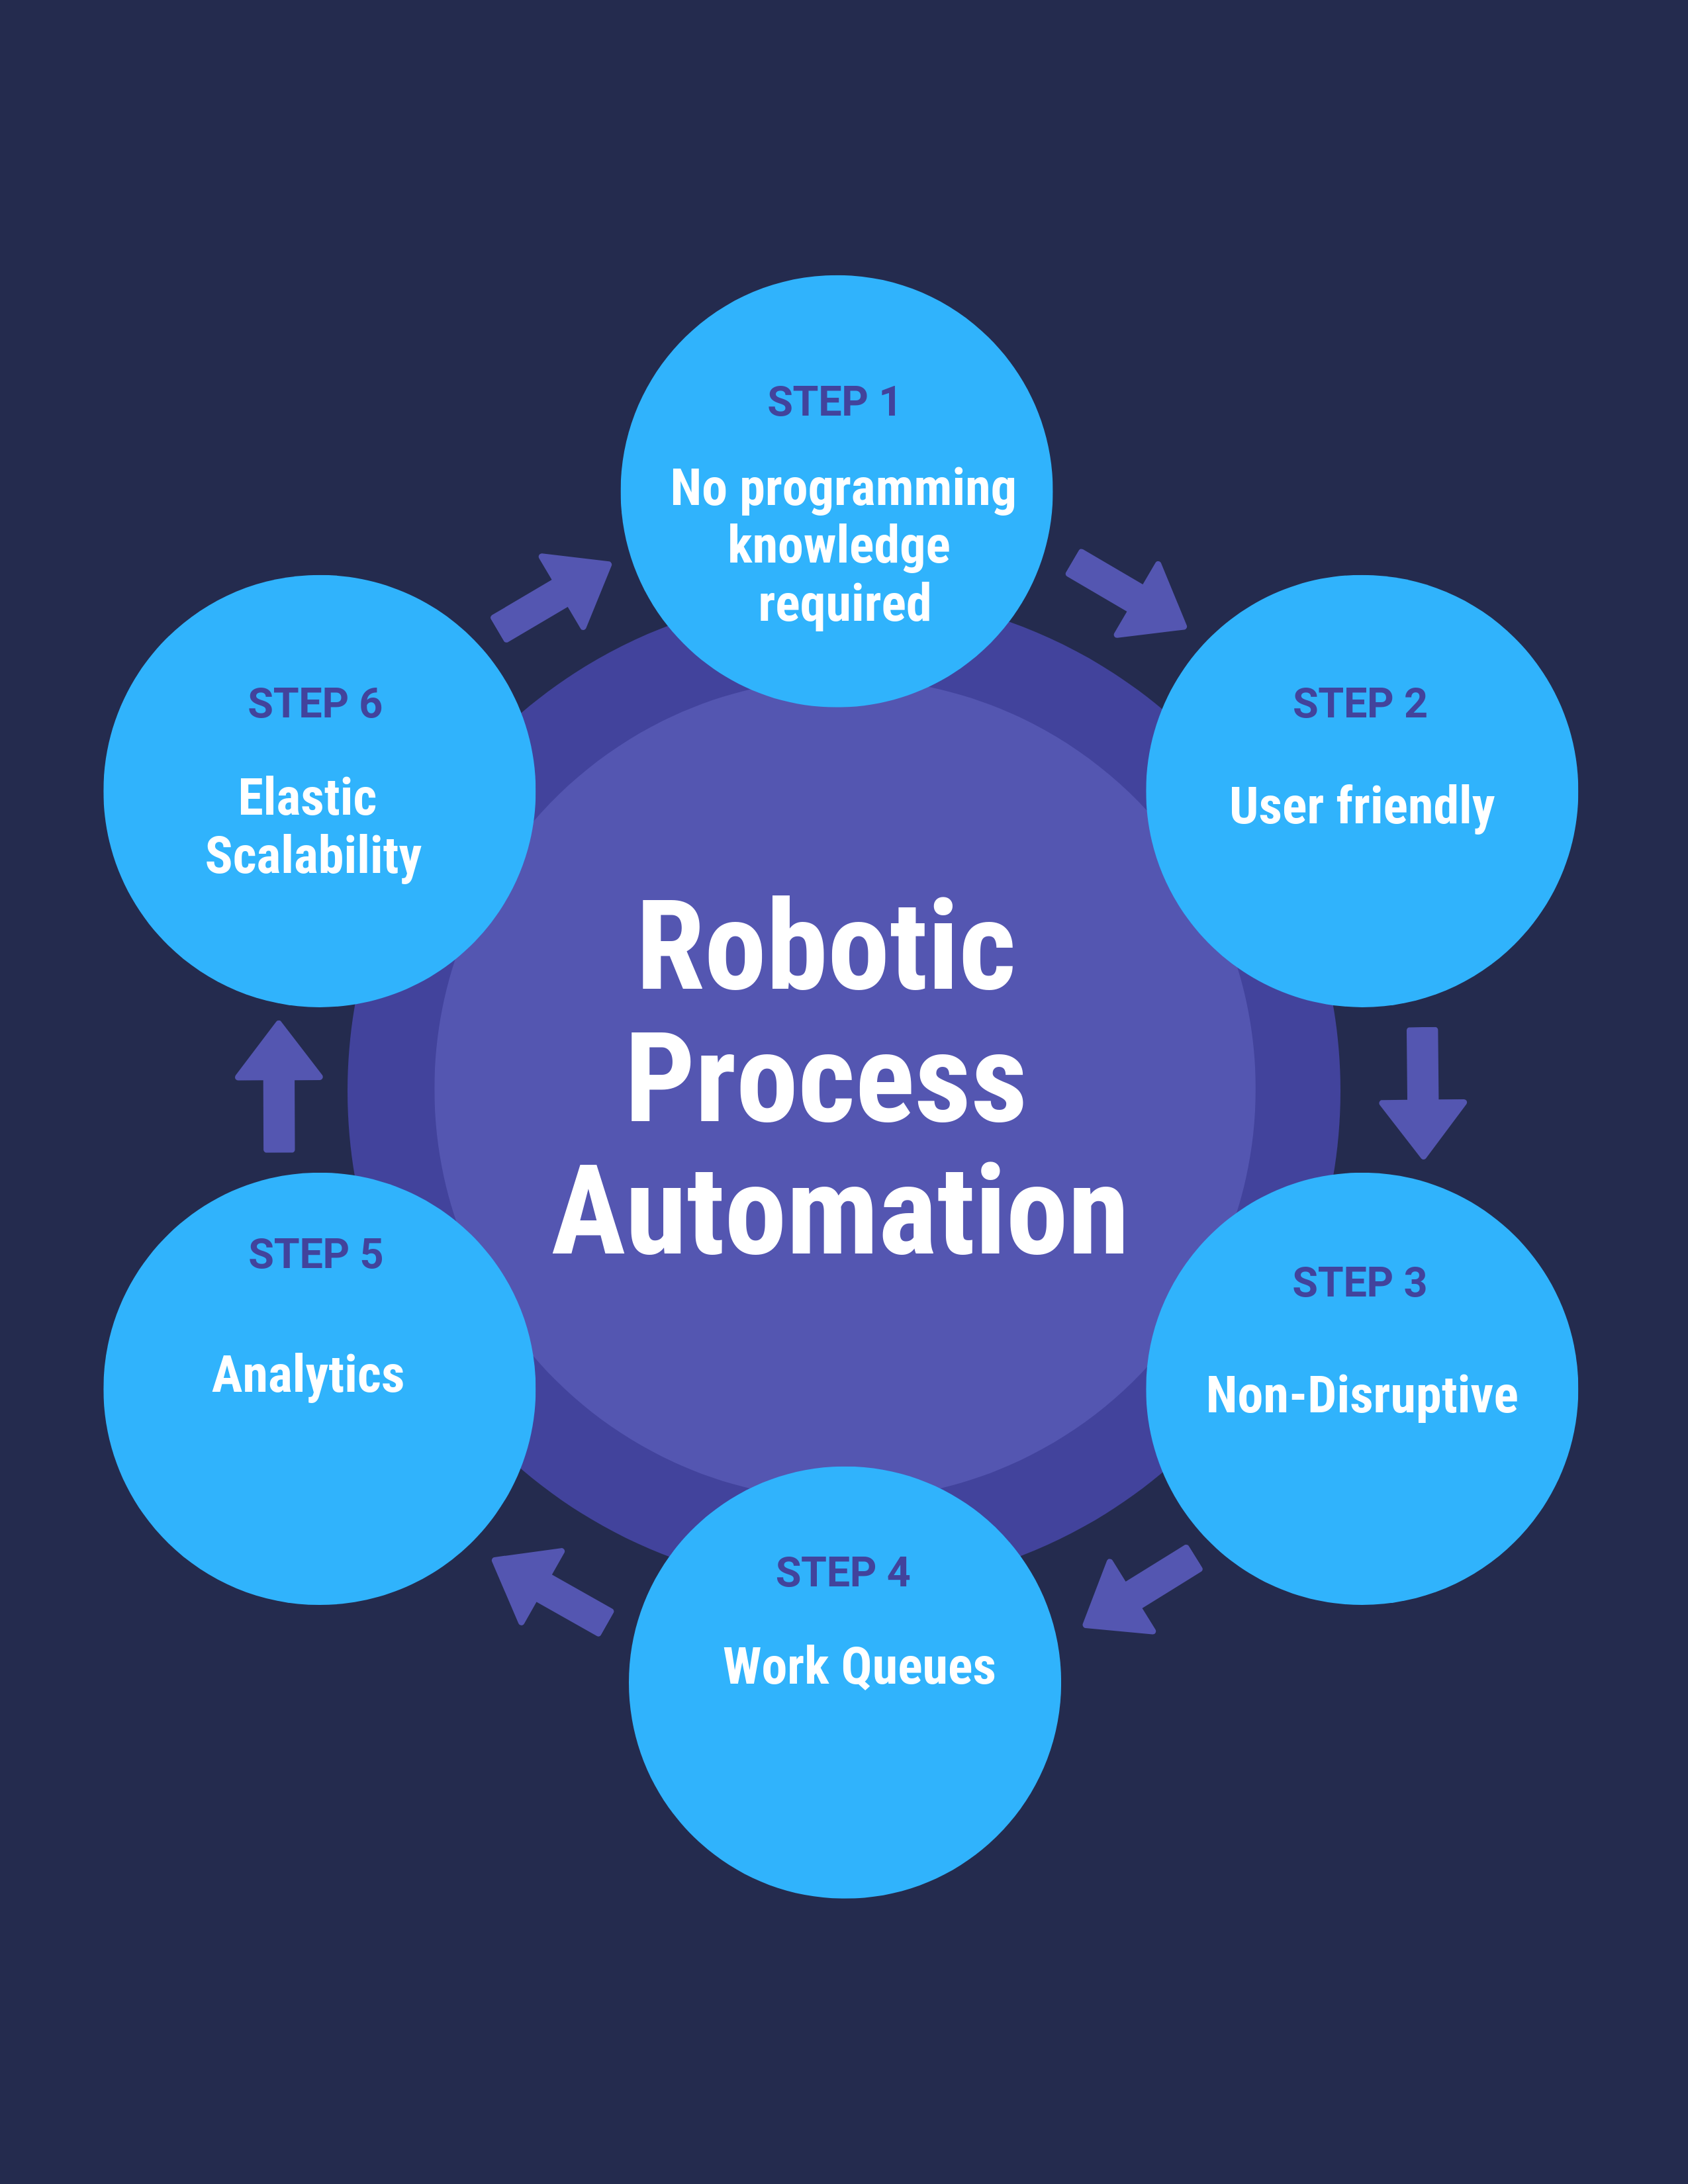 STEP 1
No programming
knowledge
required
STEP 2
User friendly
STEP 3
Non-Disruptive
STEP 4
Work Queues
STEP 5
Analytics
STEP 6
Elastic
Scalability
Robotic
Process
Automation